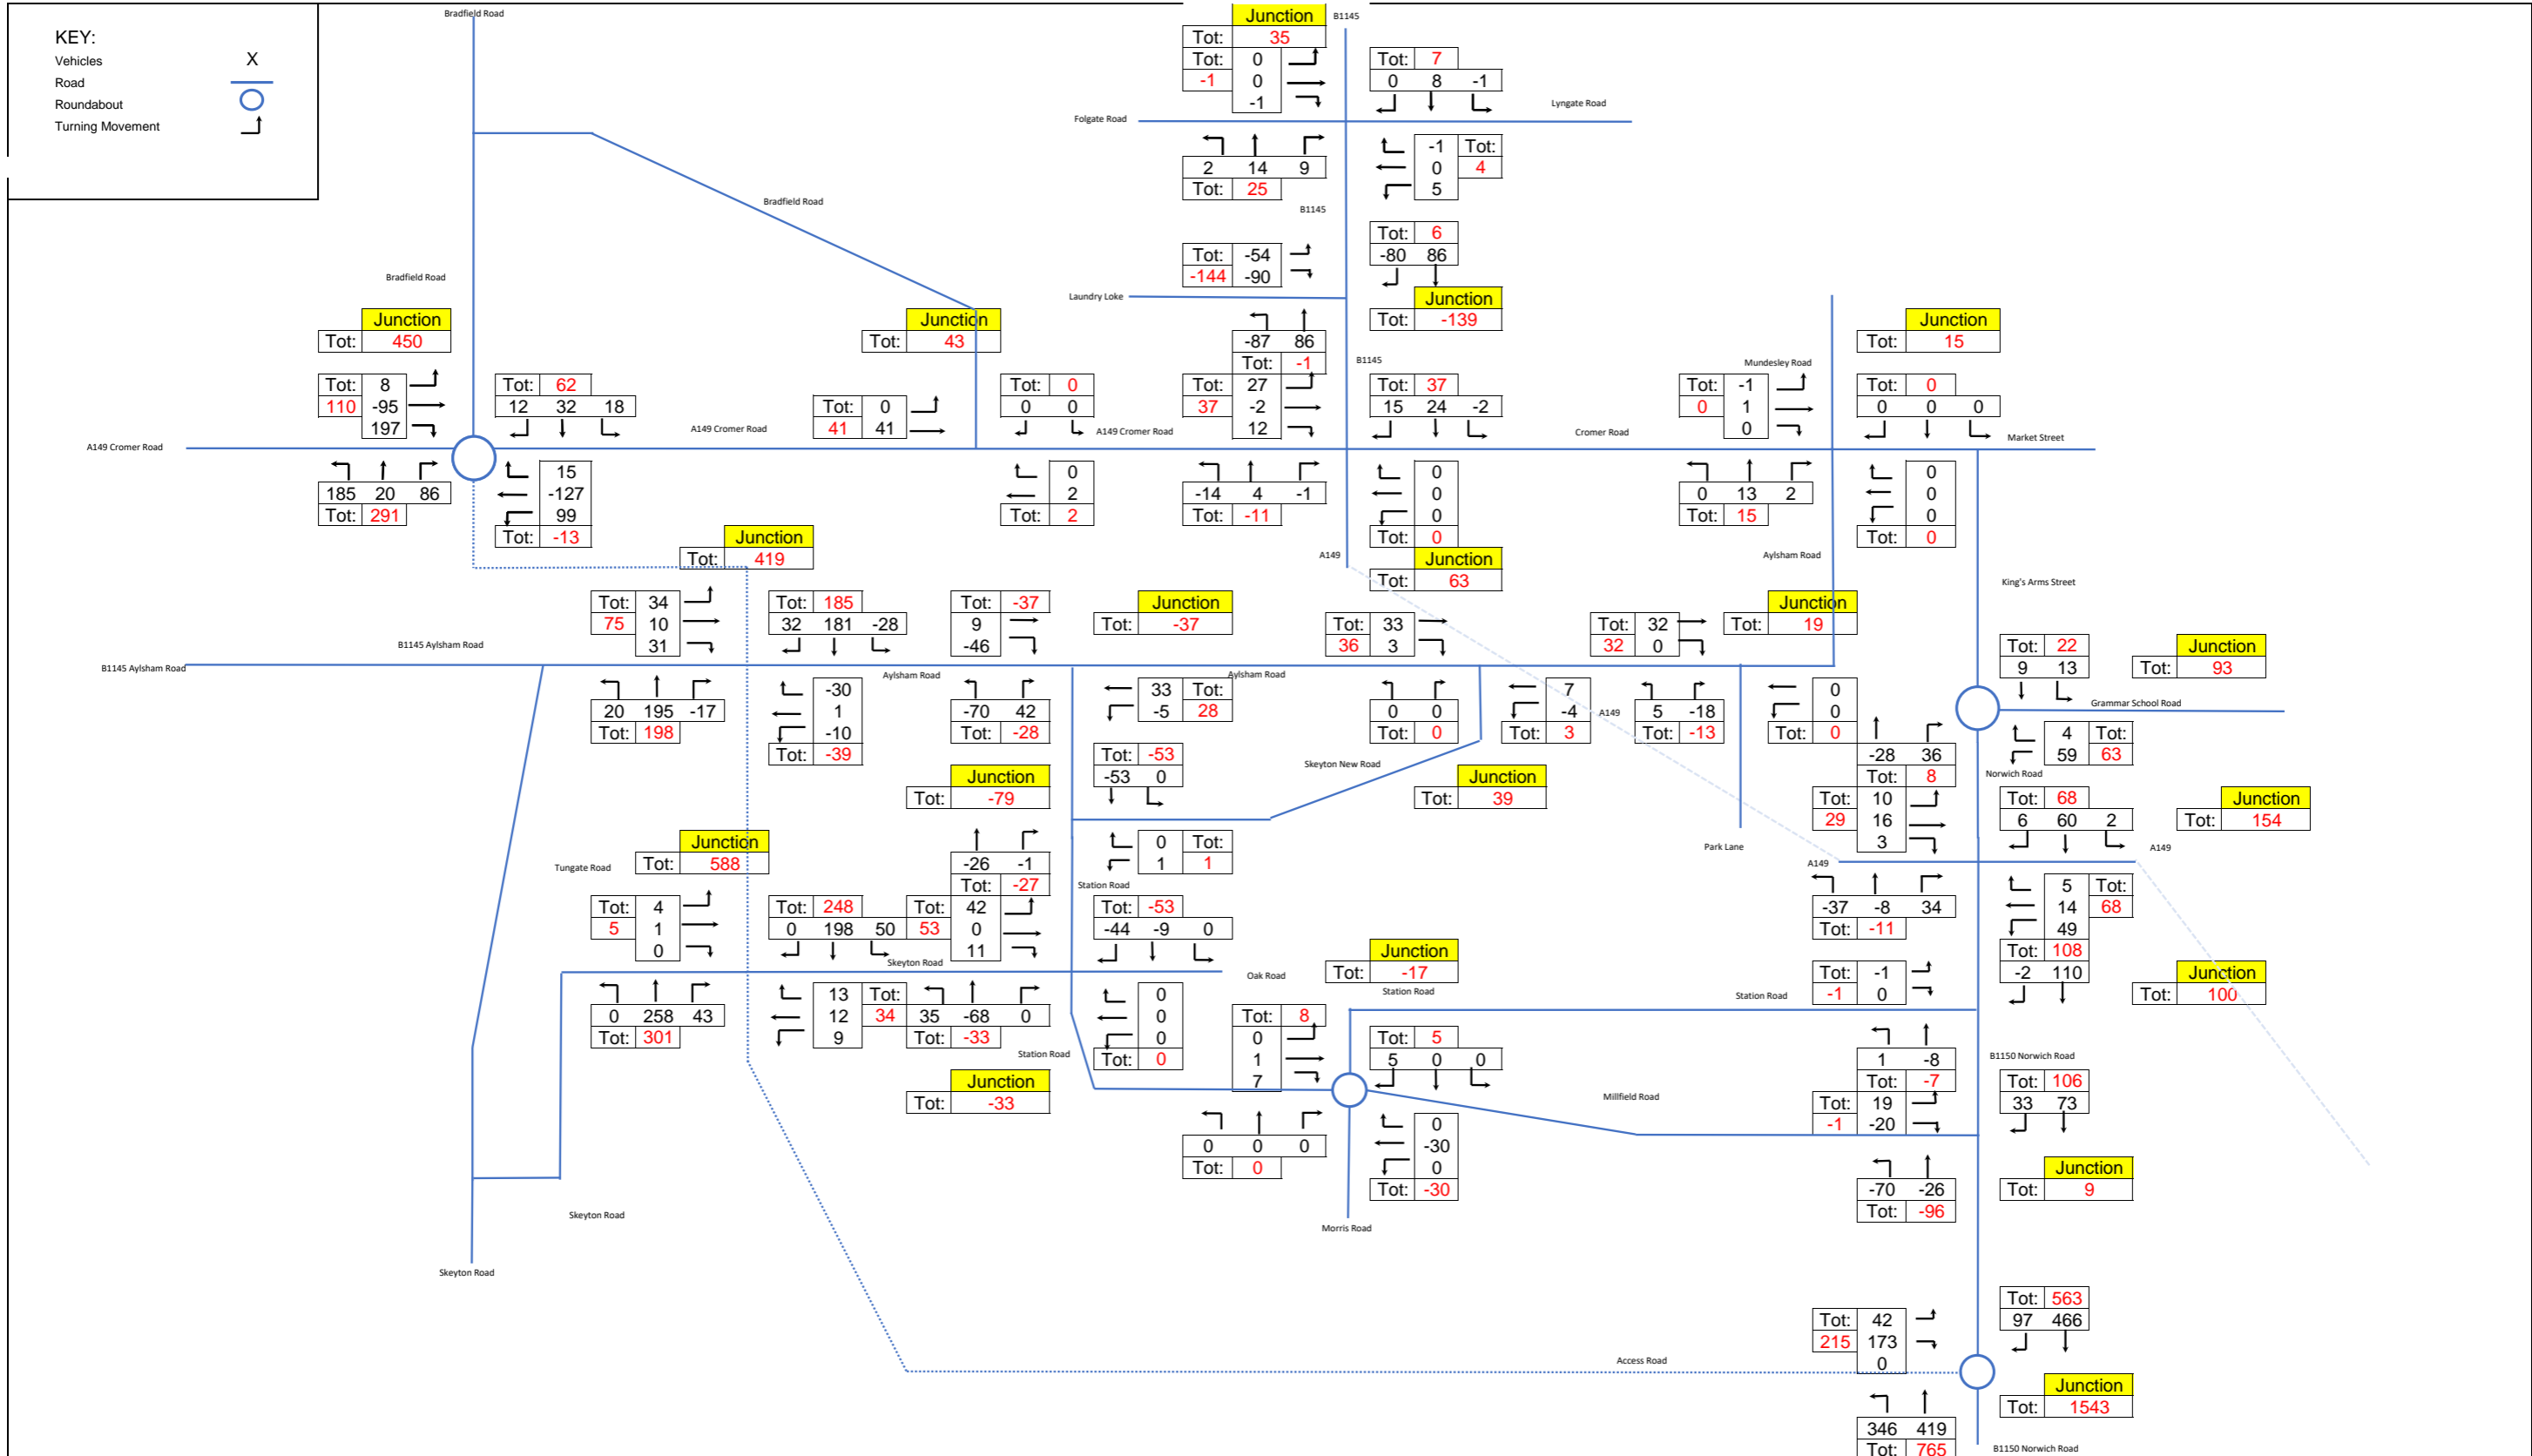 KEY:
Vehicles X
Road
Roundabout
Turning Movement
Bradfield Road
Junction
Tot: 35
B1145
Tot: 0
-1 0
-1
Tot: 7
0 8 -1
Folgate Road
Lyngate Road
2 14 9
Tot: 25
-1 Tot:
0 4
5
B1145
Bradfield Road
Tot: -54
-144 -90
Tot: 6
-80 86
Bradfield Road
Laundry Loke
Junction
Tot: -139
Junction
Tot: 450
Junction
Tot: 43
-87 86
Tot: -1
B1145
Junction
Tot: 15
Mundesley Road
Tot: 8
110 -95
197
Tot: 62
12 32 18
Tot: 0
41 41
Tot: 0
0 0
Tot: 27
37 -2
12
Tot: 37
15 24 -2
Tot: -1
0 1
0
Tot: 0
0 0 0
A149 Cromer Road
A149 Cromer Road
A149 Cromer Road
Cromer Road
Market Street
185 20 86
Tot: 291
15
-127
99
Tot: -13
0
2
Tot: 2
-14 4 -1
Tot: -11
0
0
0
Tot: 0
0 13 2
Tot: 15
0
0
0
Tot: 0
Junction
Tot: 419
A149
Junction
Tot: 63
Aylsham Road
King's Arms Street
Tot: 34
75 10
31
Tot: 185
32 181 -28
Tot: -37
9
-46
Junction
Tot: -37
Tot: 33
36 3
Tot: 32
32 0
Junction
Tot: 19
Tot: 22
9 13
Junction
Tot: 93
B1145 Aylsham Road
B1145 Aylsham Road
Aylsham Road
Aylsham Road
20 195 -17
Tot: 198
-30
1
-10
Tot: -39
-70 42
Tot: -28
33 Tot:
-5 28
0 0
Tot: 0
7
-4
Tot: 3
A149
5 -18
Tot: -13
0
0
Tot: 0
Grammar School Road
-28 36
Tot: 8
4 Tot:
59 63
Norwich Road
Junction
Tot: -79
Tot: -53
-53 0
Skeyton New Road
Junction
Tot: 39
Tot: 10
29 16
3
Tot: 68
6 60 2
Junction
Tot: 154
Junction
Tot: 588
Tungate Road
-26 -1
Tot: -27
0 Tot:
1 1
Park Lane
A149
A149
Station Road
Tot: 4
5 1
0
Tot: 248
0 198 50
Tot: 42
53 0
11
Tot: -53
-44 -9 0
-37 -8 34
Tot: -11
5 Tot:
14 68
49
Tot: 108
-2 110
Skeyton Road
Oak Road
Junction
Tot: -17
Station Road
Station Road
Tot: -1
-1 0
Junction
Tot: 100
0 258 43
Tot: 301
13 Tot:
12 34
9
35 -68 0
Tot: -33
Station Road
0
0
0
Tot: 0
Tot: 8
0
1
7
Tot: 5
5 0 0
1 -8
Tot: -7
B1150 Norwich Road
Junction
Tot: -33
Millfield Road
Tot: 19
-1 -20
Tot: 106
33 73
0 0 0
Tot: 0
0
-30
0
Tot: -30
-70 -26
Tot: -96
Junction
Tot: 9
Skeyton Road
Morris Road
Skeyton Road
Tot: 42
215 173
0
Tot: 563
97 466
Access Road
Junction
Tot: 1543
346 419
Tot: 765
B1150 Norwich Road